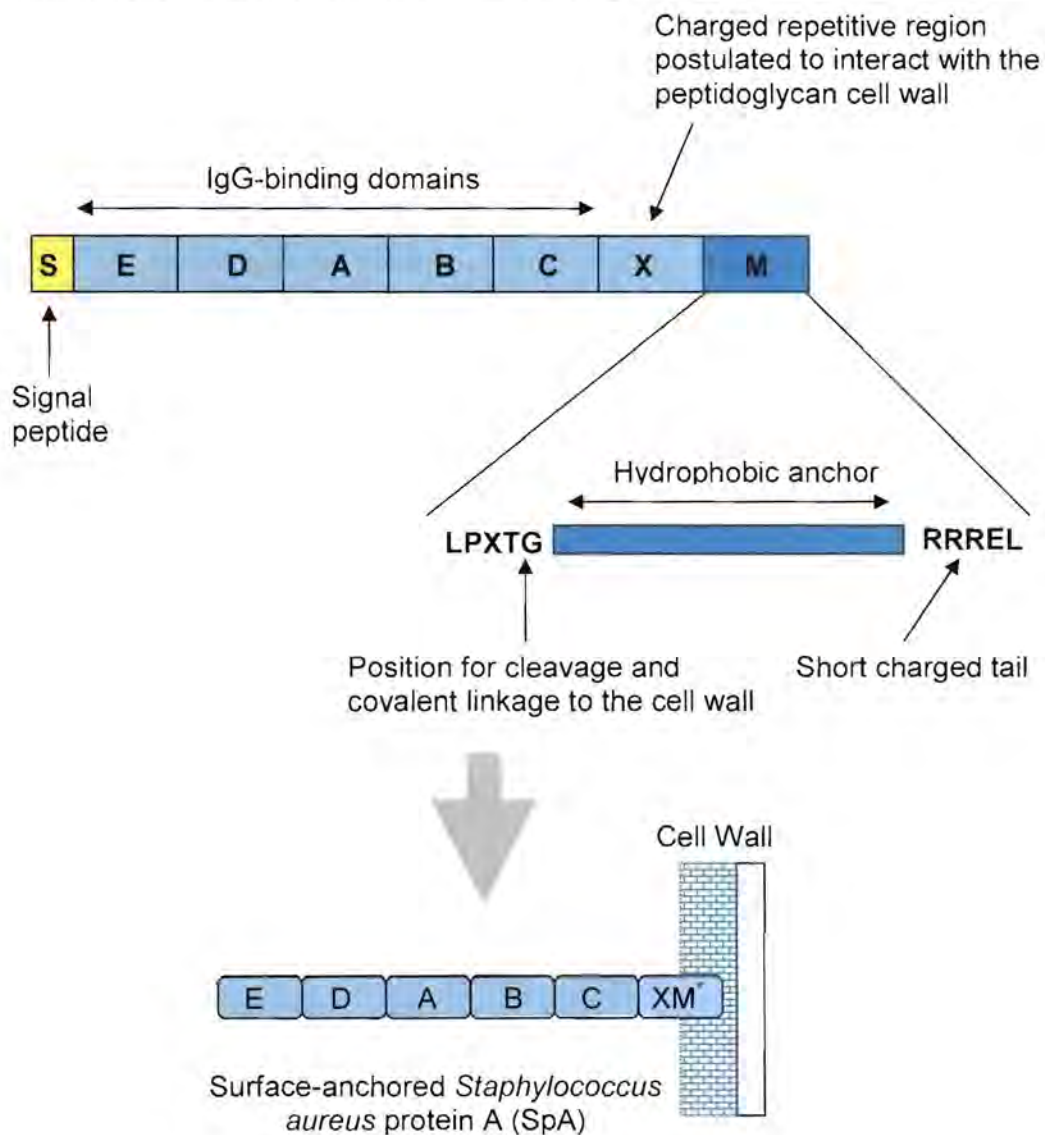 Charged repetitive region
postulated to interact with the
peptidoglycan cell wall
IgG-binding domains
S E D A B C X M
Signal
peptide
Hydrophobic anchor
LPXTG RRREL
Position for cleavage and
covalent linkage to the cell wall
Short charged tail
Cell Wall
E D A B C XM'
Surface-anchored Staphylococcus
aureus protein A (SpA)